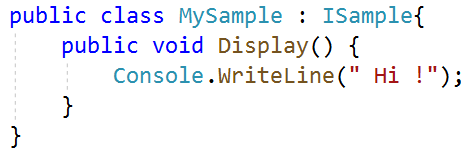 public class MySample : ISample{
    public void Display() {
        Console.WriteLine(" Hi !");
    }
}